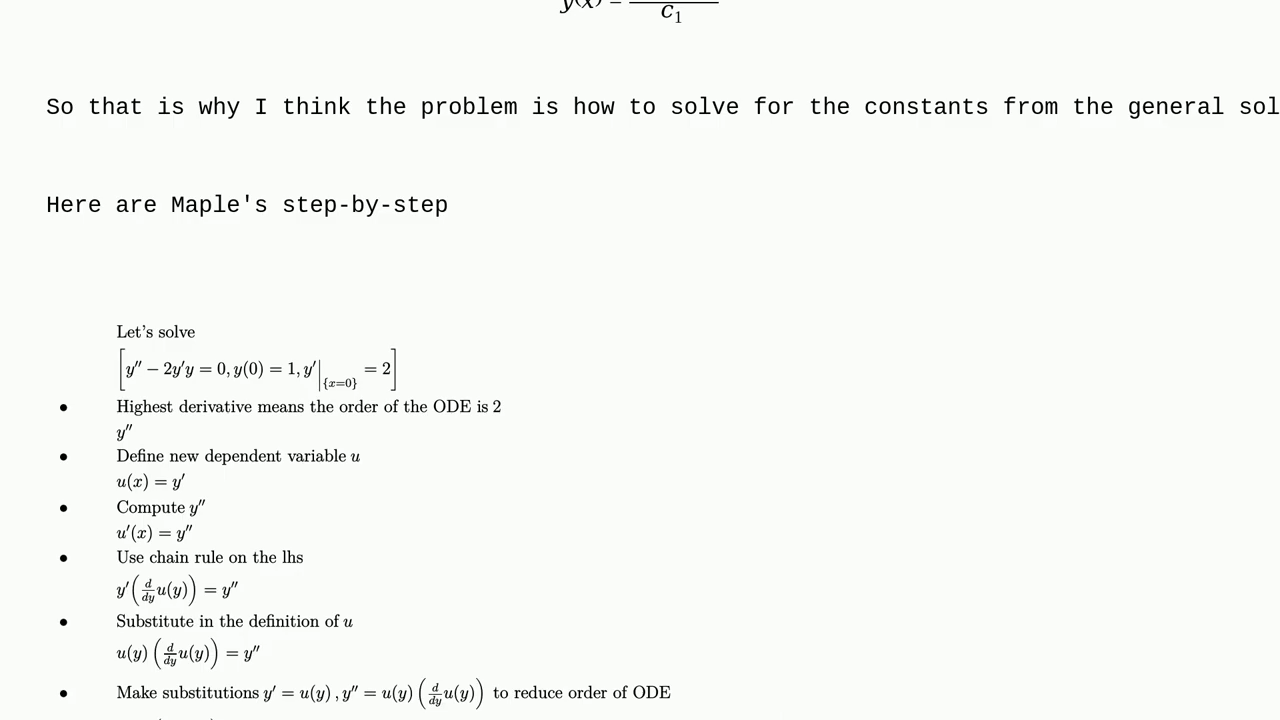 y(x) = c₁
So that is why I think the problem is how to solve for the constants from the general sol
Here are Maple's step-by-step
Let's solve
[y″ − 2y′y = 0, y(0) = 1, y′|_{x=0} = 2]
• Highest derivative means the order of the ODE is 2
y″
• Define new dependent variable u
u(x) = y′
• Compute y″
u′(x) = y″
• Use chain rule on the lhs
y′(d/dy u(y)) = y″
• Substitute in the definition of u
u(y) (d/dy u(y)) = y″
• Make substitutions y′ = u(y) , y″ = u(y) (d/dy u(y)) to reduce order of ODE